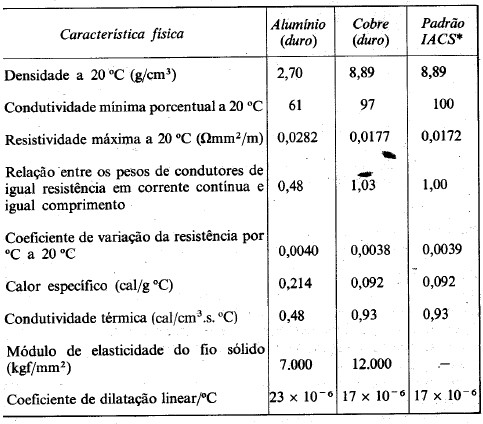 Característica física Alumínio (duro) Cobre (duro) Padrão IACS*
Densidade a 20 °C (g/cm³) 2,70 8,89 8,89
Condutividade mínima porcentual a 20 °C 61 97 100
Resistividade máxima a 20 °C (Ωmm²/m) 0,0282 0,0177 0,0172
Relação entre os pesos de condutores de
igual resistência em corrente contínua e 0,48 1,03 1,00
igual comprimento
Coeficiente de variação da resistência por
°C a 20 °C 0,0040 0,0038 0,0039
Calor específico (cal/g °C) 0,214 0,092 0,092
Condutividade térmica (cal/cm³.s. °C) 0,48 0,93 0,93
Módulo de elasticidade do fio sólido
(kgf/mm²) 7.000 12.000 –
Coeficiente de dilatação linear/°C 23 × 10⁻⁶ 17 × 10⁻⁶ 17 × 10⁻⁶